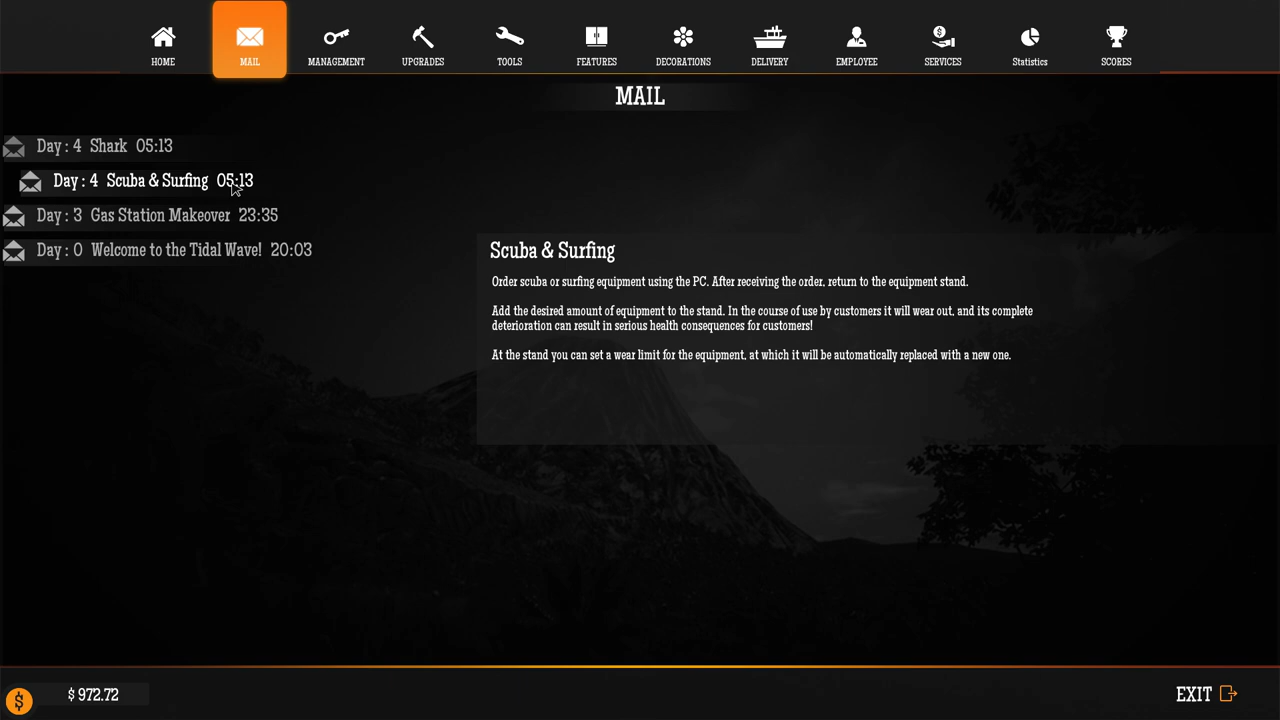 HOME
MAIL
MANAGEMENT
UPGRADES
TOOLS
FEATURES
DECORATIONS
DELIVERY
EMPLOYEE
SERVICES
Statistics
SCORES
MAIL
Day : 4 Shark 05:13
Day : 4 Scuba & Surfing 05:13
Day : 3 Gas Station Makeover 23:35
Day : 0 Welcome to the Tidal Wave! 20:03
Scuba & Surfing
Order scuba or surfing equipment using the PC. After receiving the order, return to the equipment stand.
Add the desired amount of equipment to the stand. In the course of use by customers it will wear out, and its complete
deterioration can result in serious health consequences for customers!
At the stand you can set a wear limit for the equipment, at which it will be automatically replaced with a new one.
$ $ 972.72
EXIT